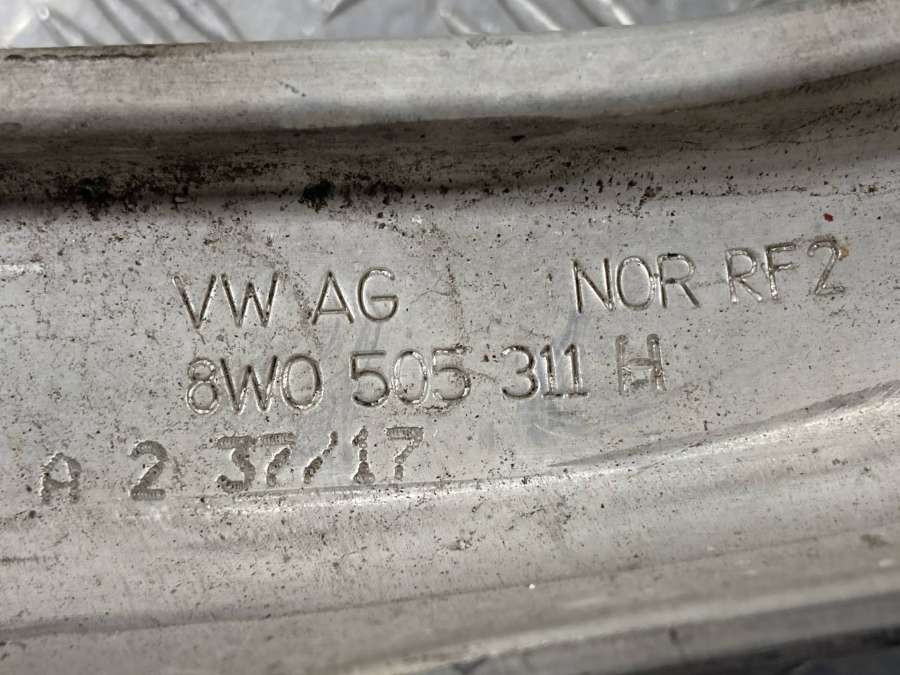 VW AG NOR RF2
8W0 505 311 H
A 2 37/17